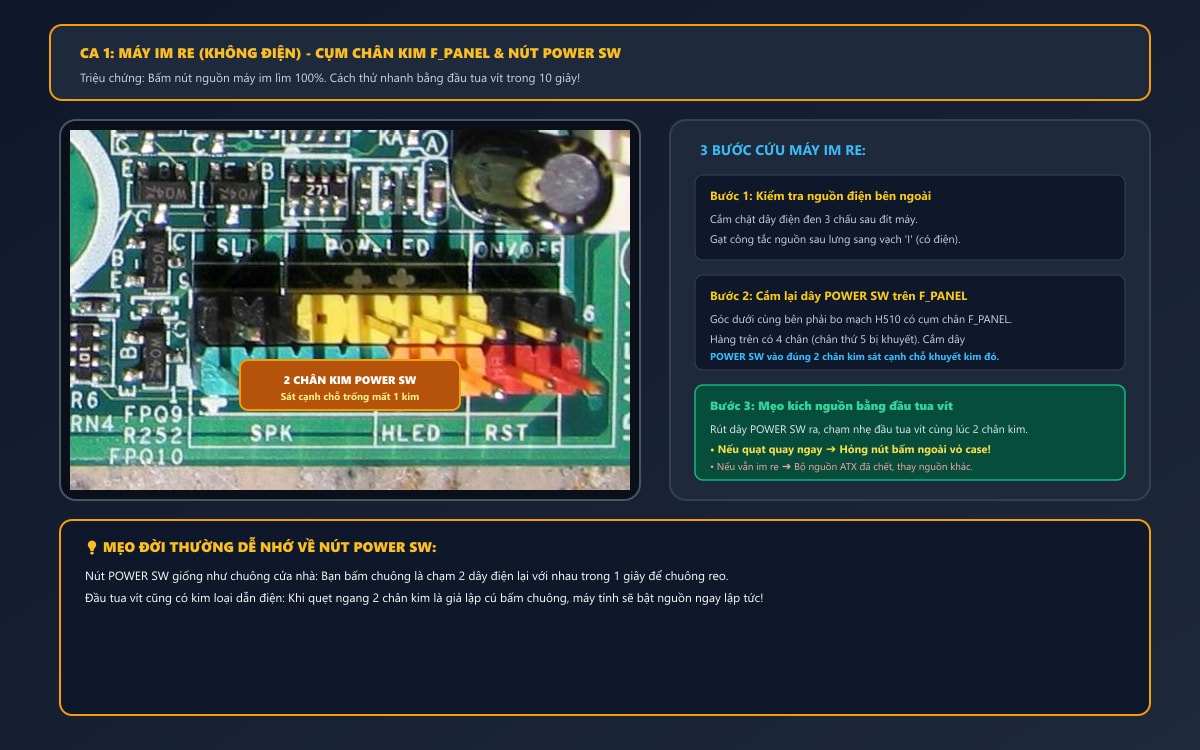 CA 1: MÁY IM RE (KHÔNG ĐIỆN) - CỤM CHÂN KIM F_PANEL & NÚT POWER SW
Triệu chứng: Bấm nút nguồn máy im lìm 100%. Cách thử nhanh bằng đầu tua vít trong 10 giây!
C
C
KA
A
E
B
E
B
W04
W04
271
C
C
SLP
POW-LED
ON/OFF
B
C
E
S
W04
6
W04
0
1
R6
RN4
FPQ9
R252
FPQ10
SPK
HLED
RST
2 CHÂN KIM POWER SW
Sát cạnh chỗ trống mất 1 kim
3 BƯỚC CỨU MÁY IM RE:
Bước 1: Kiểm tra nguồn điện bên ngoài
Cắm chặt dây điện đen 3 chấu sau đít máy.
Gạt công tắc nguồn sau lưng sang vạch 'I' (có điện).
Bước 2: Cắm lại dây POWER SW trên F_PANEL
Góc dưới cùng bên phải bo mạch H510 có cụm chân F_PANEL.
Hàng trên có 4 chân (chân thứ 5 bị khuyết). Cắm dây
POWER SW vào đúng 2 chân kim sát cạnh chỗ khuyết kim đó.
Bước 3: Mẹo kích nguồn bằng đầu tua vít
Rút dây POWER SW ra, chạm nhẹ đầu tua vít cùng lúc 2 chân kim.
• Nếu quạt quay ngay → Hỏng nút bấm ngoài vỏ case!
• Nếu vẫn im re → Bộ nguồn ATX đã chết, thay nguồn khác.
MẸO ĐỜI THƯỜNG DỄ NHỚ VỀ NÚT POWER SW:
Nút POWER SW giống như chuông cửa nhà: Bạn bấm chuông là chạm 2 dây điện lại với nhau trong 1 giây để chuông reo.
Đầu tua vít cũng có kim loại dẫn điện: Khi quẹt ngang 2 chân kim là giả lập cú bấm chuông, máy tính sẽ bật nguồn ngay lập tức!